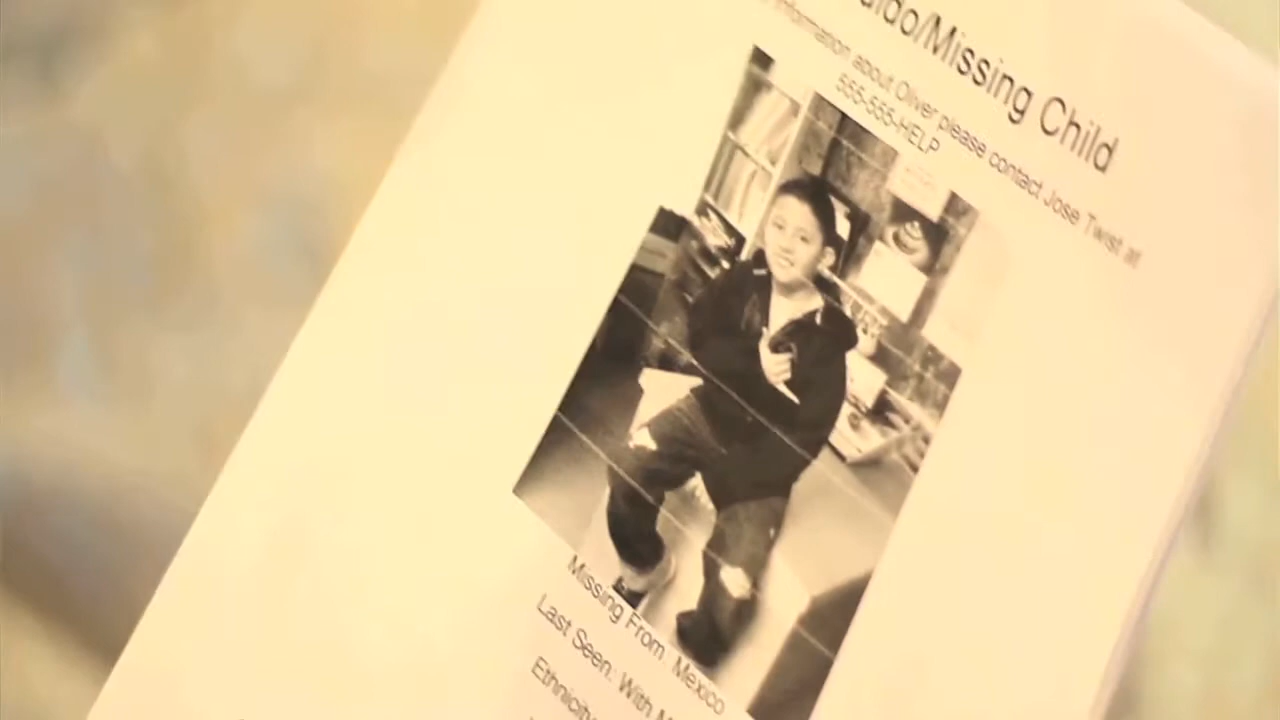 Missing Child
information about Oliver please contact Jose Twist at
555-555-HELP
Missing From: Mexico
Last Seen: With
Ethnicity